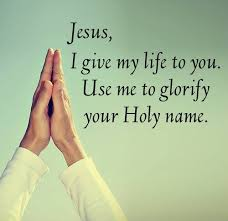 Jesus,
I give my life to you.
Use me to glorify
your Holy name.